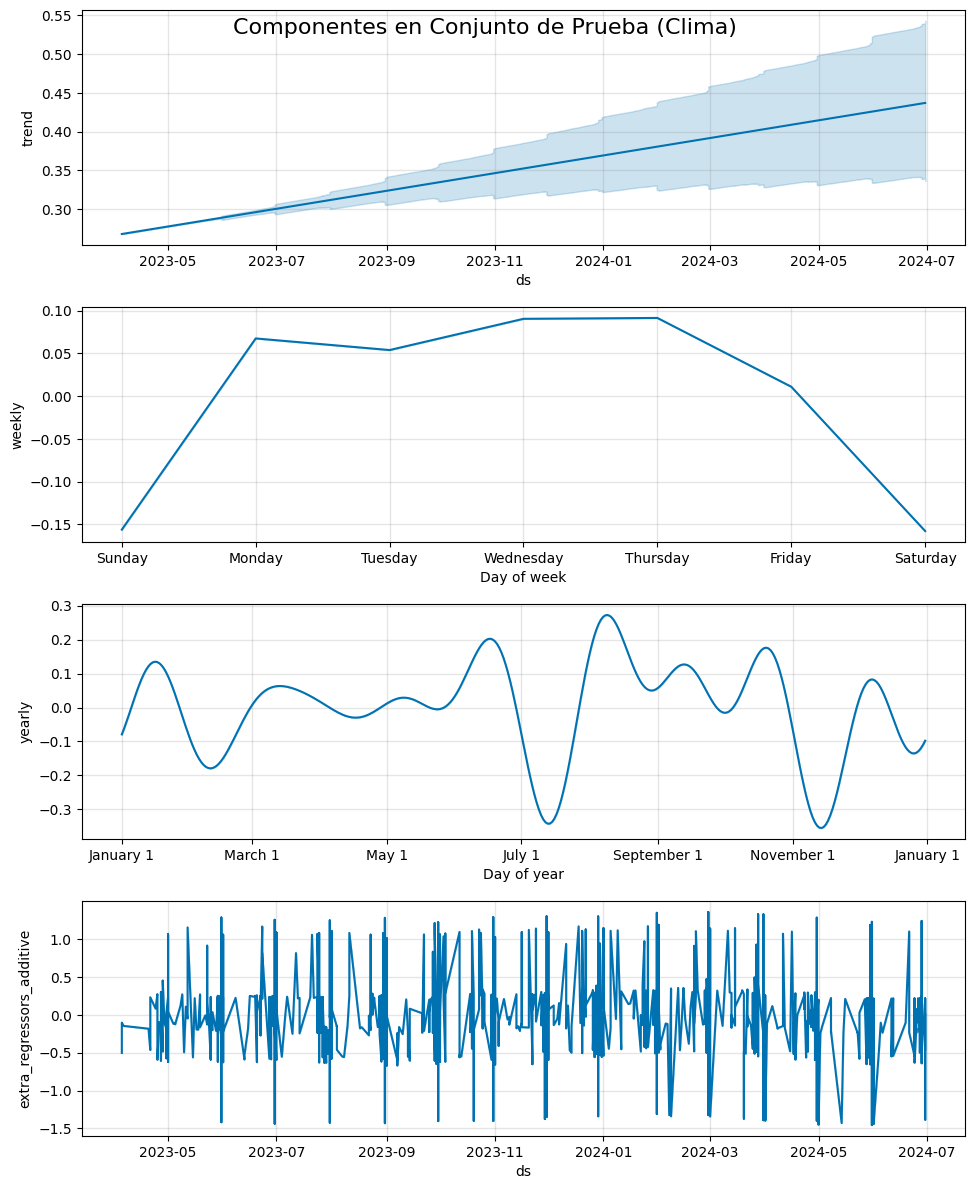 Componentes en Conjunto de Prueba (Clima)
0.55
0.50
0.45
0.40
0.35
0.30
trend
2023-05 2023-07 2023-09 2023-11 2024-01 2024-03 2024-05 2024-07
ds
0.10
0.05
0.00
−0.05
−0.10
−0.15
weekly
Sunday Monday Tuesday Wednesday Thursday Friday Saturday
Day of week
0.3
0.2
0.1
0.0
−0.1
−0.2
−0.3
yearly
January 1 March 1 May 1 July 1 September 1 November 1 January 1
Day of year
1.0
0.5
0.0
−0.5
−1.0
−1.5
extra_regressors_additive
2023-05 2023-07 2023-09 2023-11 2024-01 2024-03 2024-05 2024-07
ds